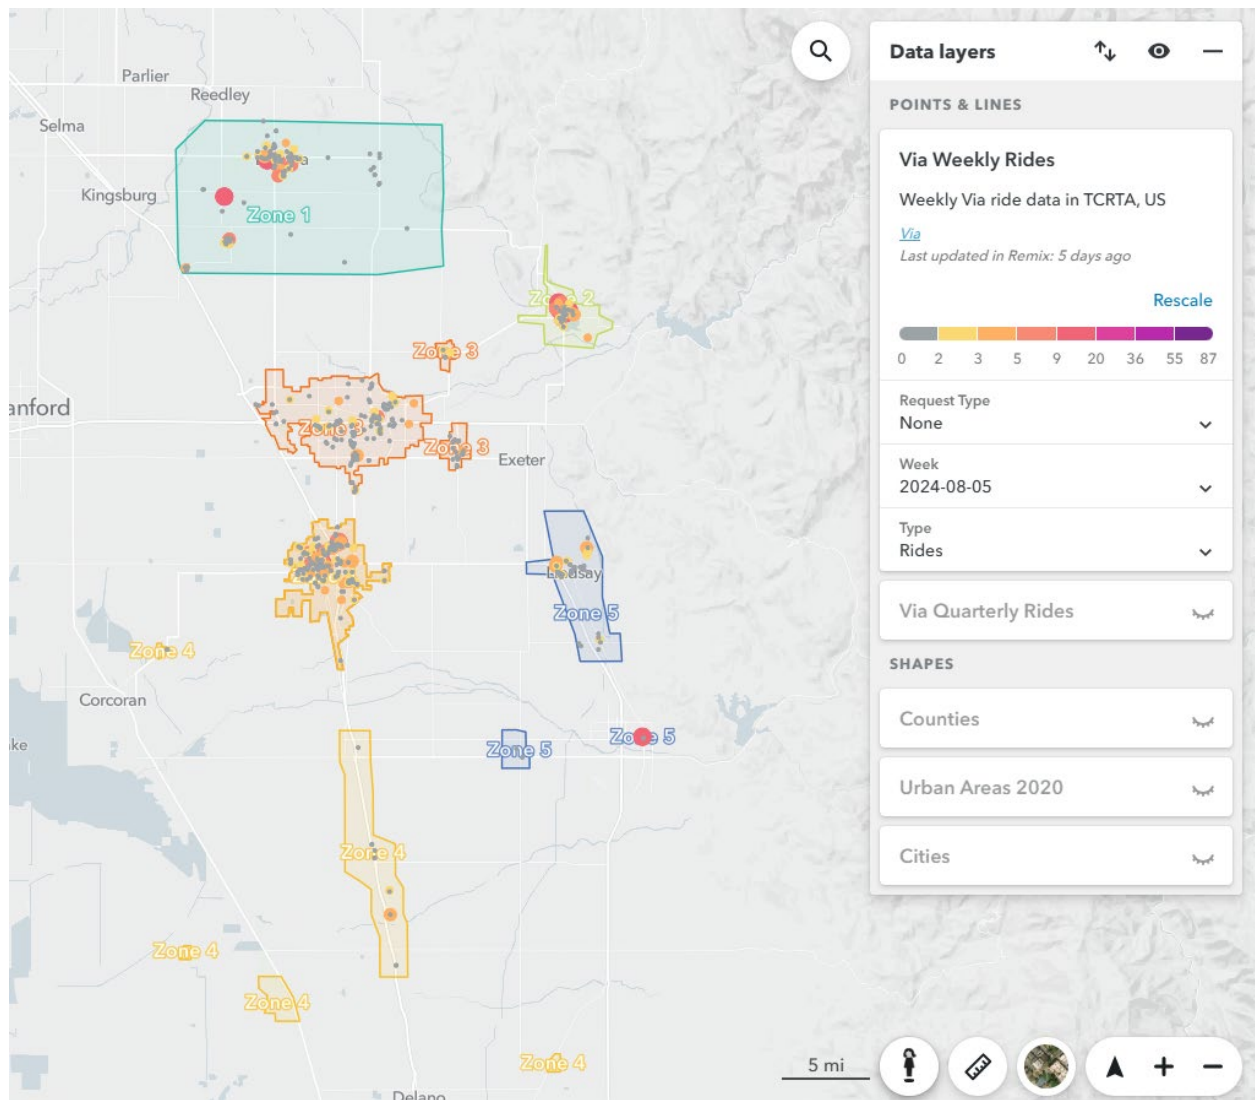 Parlier
Reedley
Selma
Kingsburg
Zone 1
Zone 2
Zone 3
anford
Zone 3
Zone 3
Exeter
Lindsay
Zone 5
Zone 4
Corcoran
ke
Zone 5
Zone 5
Zone 4
Zone 4
Zone 4
Zone 4
Delano
5 mi
Data layers
POINTS & LINES
Via Weekly Rides
Weekly Via ride data in TCRTA, US
Via
Last updated in Remix: 5 days ago
Rescale
0 2 3 5 9 20 36 55 87
Request Type
None
Week
2024-08-05
Type
Rides
Via Quarterly Rides
SHAPES
Counties
Urban Areas 2020
Cities